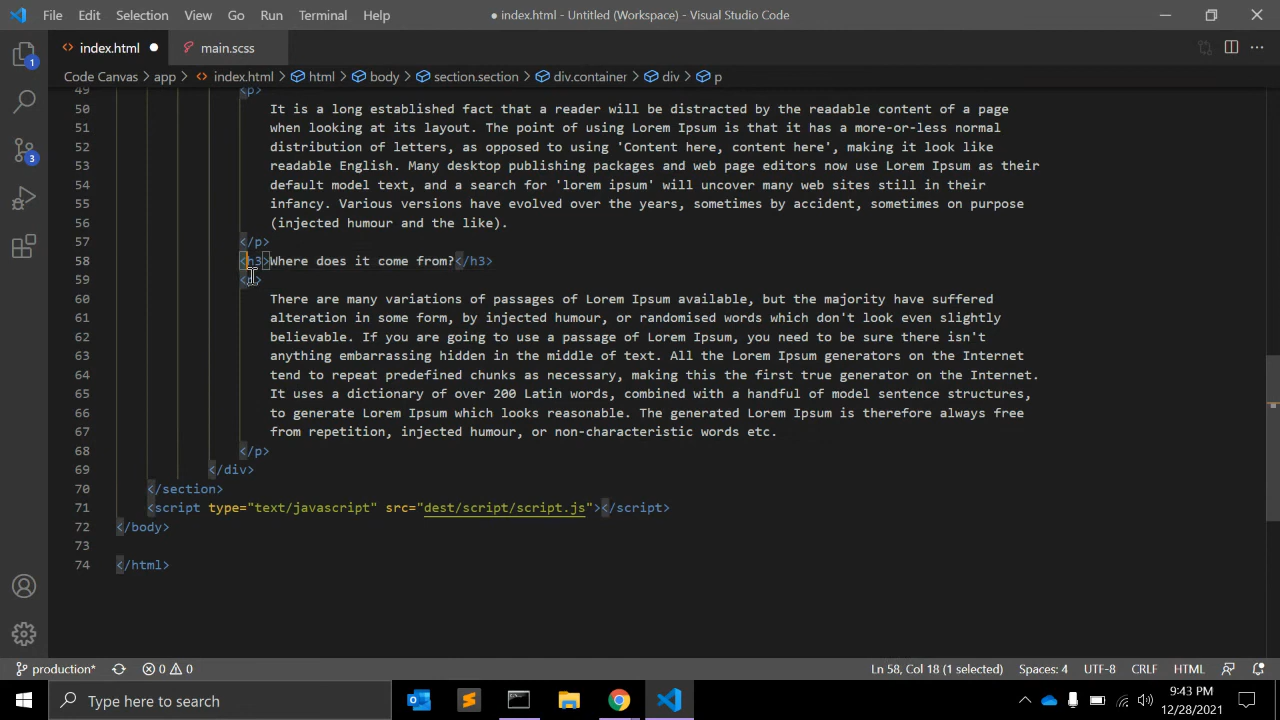 File Edit Selection View Go Run Terminal Help ● index.html - Untitled (Workspace) - Visual Studio Code
<> index.html ● main.scss
Code Canvas > app > <> index.html > html > body > section.section > div.container > div > p
49 <p>
50 It is a long established fact that a reader will be distracted by the readable content of a page
51 when looking at its layout. The point of using Lorem Ipsum is that it has a more-or-less normal
52 distribution of letters, as opposed to using 'Content here, content here', making it look like
53 readable English. Many desktop publishing packages and web page editors now use Lorem Ipsum as their
54 default model text, and a search for 'lorem ipsum' will uncover many web sites still in their
55 infancy. Various versions have evolved over the years, sometimes by accident, sometimes on purpose
56 (injected humour and the like).
57 </p>
58 <h3>Where does it come from?</h3>
59 <p>
60 There are many variations of passages of Lorem Ipsum available, but the majority have suffered
61 alteration in some form, by injected humour, or randomised words which don't look even slightly
62 believable. If you are going to use a passage of Lorem Ipsum, you need to be sure there isn't
63 anything embarrassing hidden in the middle of text. All the Lorem Ipsum generators on the Internet
64 tend to repeat predefined chunks as necessary, making this the first true generator on the Internet.
65 It uses a dictionary of over 200 Latin words, combined with a handful of model sentence structures,
66 to generate Lorem Ipsum which looks reasonable. The generated Lorem Ipsum is therefore always free
67 from repetition, injected humour, or non-characteristic words etc.
68 </p>
69 </div>
70 </section>
71 <script type="text/javascript" src="dest/script/script.js"></script>
72 </body>
73
74 </html>
1
3
production* 0 0 Ln 58, Col 18 (1 selected) Spaces: 4 UTF-8 CRLF HTML
Type here to search
9:43 PM
12/28/2021